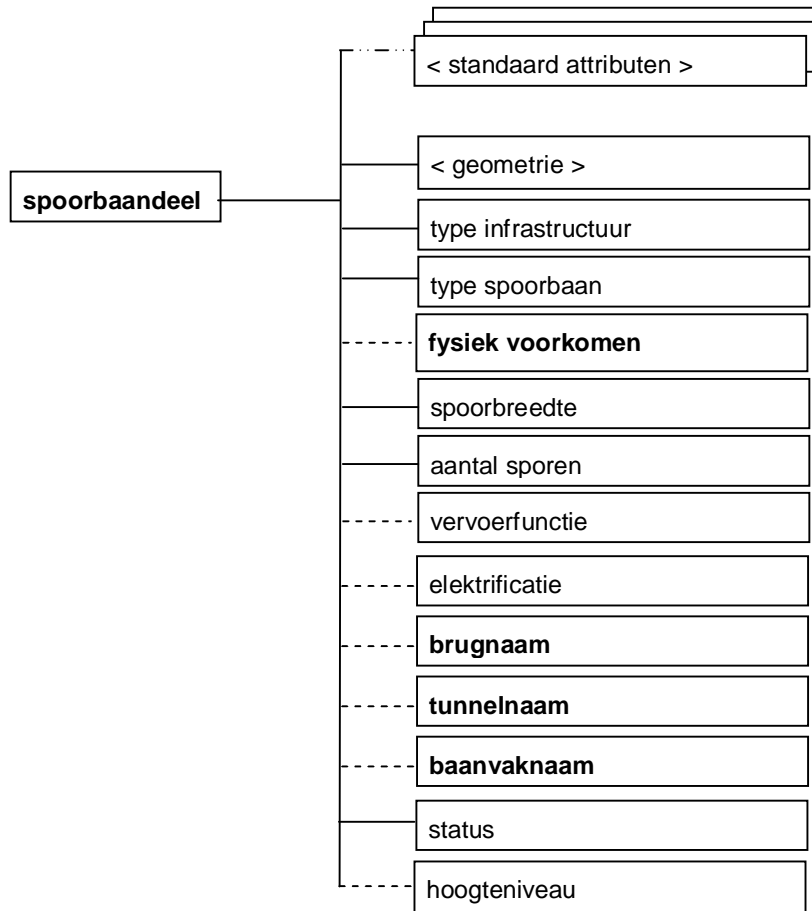 < standaard attributen >
< geometrie >
spoorbaandeel
type infrastructuur
type spoorbaan
fysiek voorkomen
spoorbreedte
aantal sporen
vervoerfunctie
elektrificatie
brugnaam
tunnelnaam
baanvaknaam
status
hoogteniveau